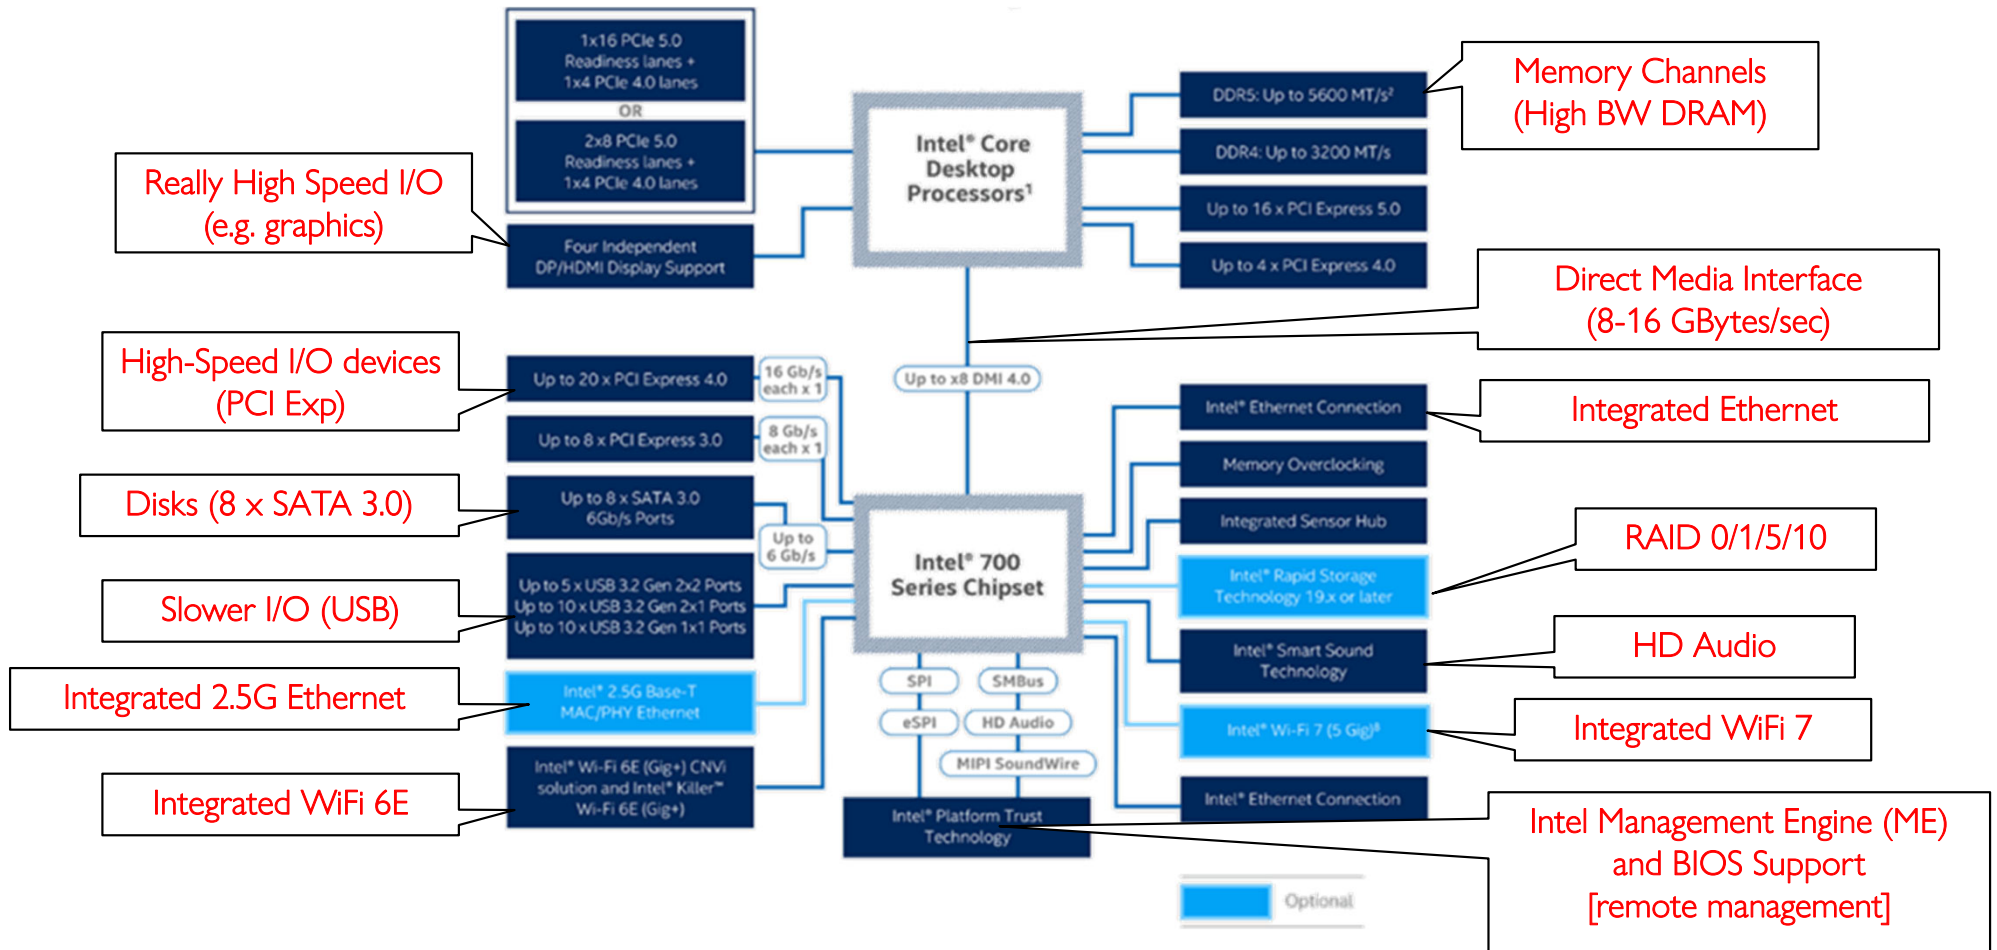 1x16 PCIe 5.0
Readiness lanes +
1x4 PCIe 4.0 lanes
OR
2x8 PCIe 5.0
Readiness lanes +
1x4 PCIe 4.0 lanes
Four Independent
DP/HDMI Display Support
Really High Speed I/O
(e.g. graphics)
Intel® Core
Desktop
Processors¹
DDR5: Up to 5600 MT/s²
DDR4: Up to 3200 MT/s
Up to 16 x PCI Express 5.0
Up to 4 x PCI Express 4.0
Memory Channels
(High BW DRAM)
Direct Media Interface
(8-16 GBytes/sec)
Up to x8 DMI 4.0
High-Speed I/O devices
(PCI Exp)
Up to 20 x PCI Express 4.0
16 Gb/s
each x 1
Up to 8 x PCI Express 3.0
8 Gb/s
each x 1
Disks (8 x SATA 3.0)
Up to 8 x SATA 3.0
6Gb/s Ports
Up to
6 Gb/s
Slower I/O (USB)
Up to 5 x USB 3.2 Gen 2x2 Ports
Up to 10 x USB 3.2 Gen 2x1 Ports
Up to 10 x USB 3.2 Gen 1x1 Ports
Integrated 2.5G Ethernet
Intel® 2.5G Base-T
MAC/PHY Ethernet
Integrated WiFi 6E
Intel® Wi-Fi 6E (Gig+) CNVi
solution and Intel® Killer™
Wi-Fi 6E (Gig+)
Intel® 700
Series Chipset
SPI
SMBus
eSPI
HD Audio
MIPI SoundWire
Intel® Platform Trust
Technology
Intel® Ethernet Connection
Integrated Ethernet
Memory Overclocking
Integrated Sensor Hub
Intel® Rapid Storage
Technology 19.x or later
RAID 0/1/5/10
Intel® Smart Sound
Technology
HD Audio
Intel® Wi-Fi 7 (5 Gig)⁸
Integrated WiFi 7
Intel® Ethernet Connection
Intel Management Engine (ME)
and BIOS Support
[remote management]
Optional